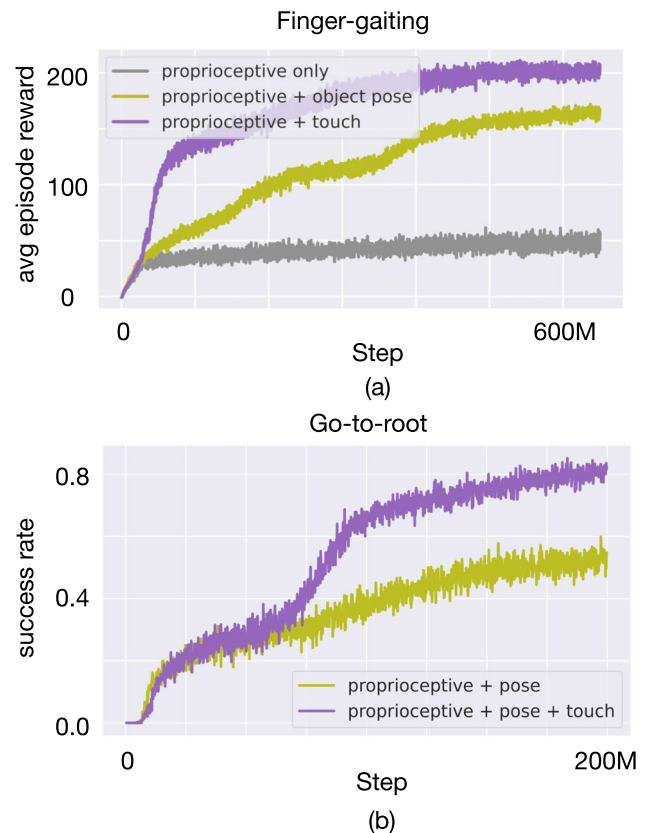 Finger-gaiting
200
100
0
avg episode reward
proprioceptive only
proprioceptive + object pose
proprioceptive + touch
0
600M
Step
(a)
Go-to-root
0.8
0.4
0.0
success rate
proprioceptive + pose
proprioceptive + pose + touch
0
200M
Step
(b)